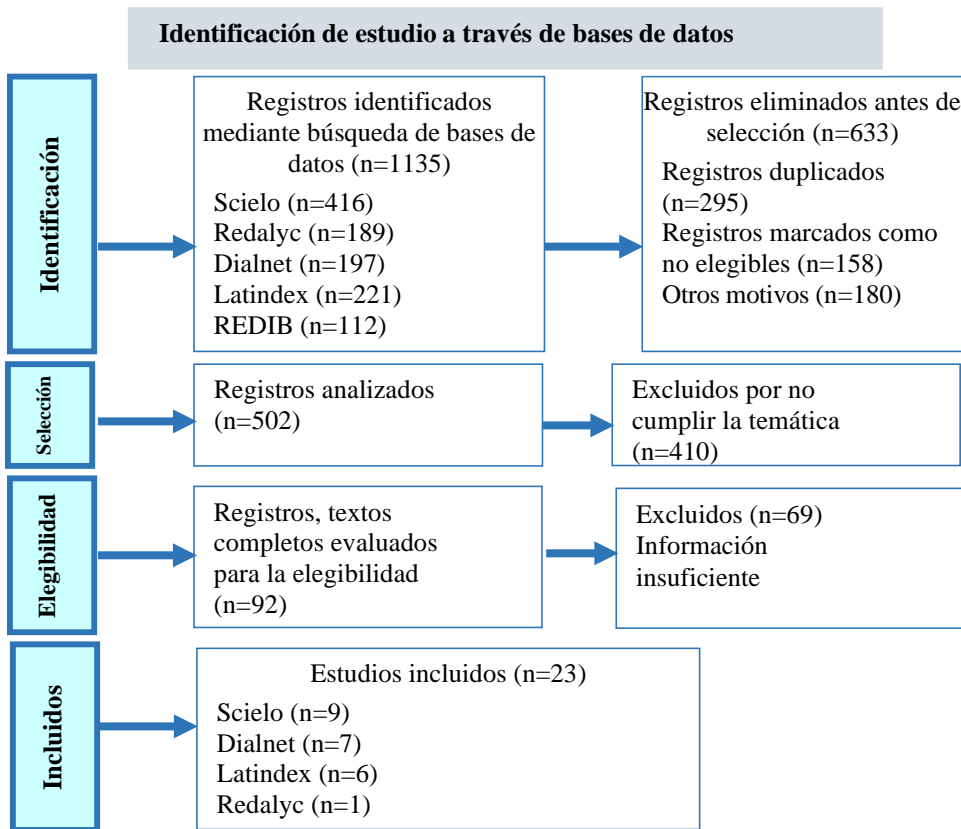 Identificación de estudio a través de bases de datos
Identificación
Registros identificados
mediante búsqueda de bases de
datos (n=1135)
Scielo (n=416)
Redalyc (n=189)
Dialnet (n=197)
Latindex (n=221)
REDIB (n=112)
Registros eliminados antes de
selección (n=633)
Registros duplicados
(n=295)
Registros marcados como
no elegibles (n=158)
Otros motivos (n=180)
Selección
Registros analizados
(n=502)
Excluidos por no
cumplir la temática
(n=410)
Elegibilidad
Registros, textos
completos evaluados
para la elegibilidad
(n=92)
Excluidos (n=69)
Información
insuficiente
Incluidos
Estudios incluidos (n=23)
Scielo (n=9)
Dialnet (n=7)
Latindex (n=6)
Redalyc (n=1)